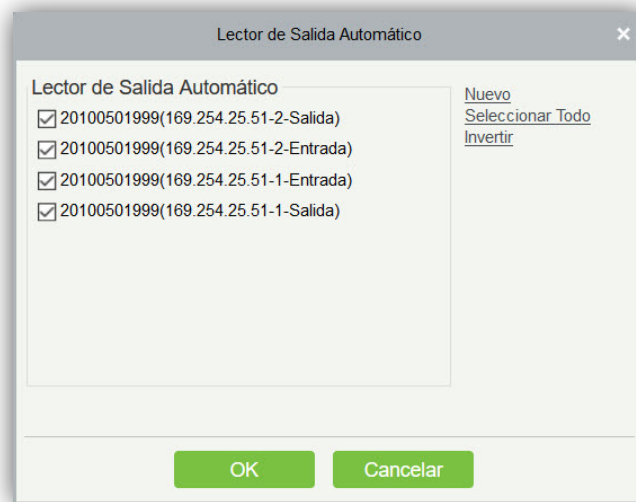 Lector de Salida Automático
Lector de Salida Automático
20100501999(169.254.25.51-2-Salida)
20100501999(169.254.25.51-2-Entrada)
20100501999(169.254.25.51-1-Entrada)
20100501999(169.254.25.51-1-Salida)
Nuevo
Seleccionar Todo
Invertir
OK
Cancelar